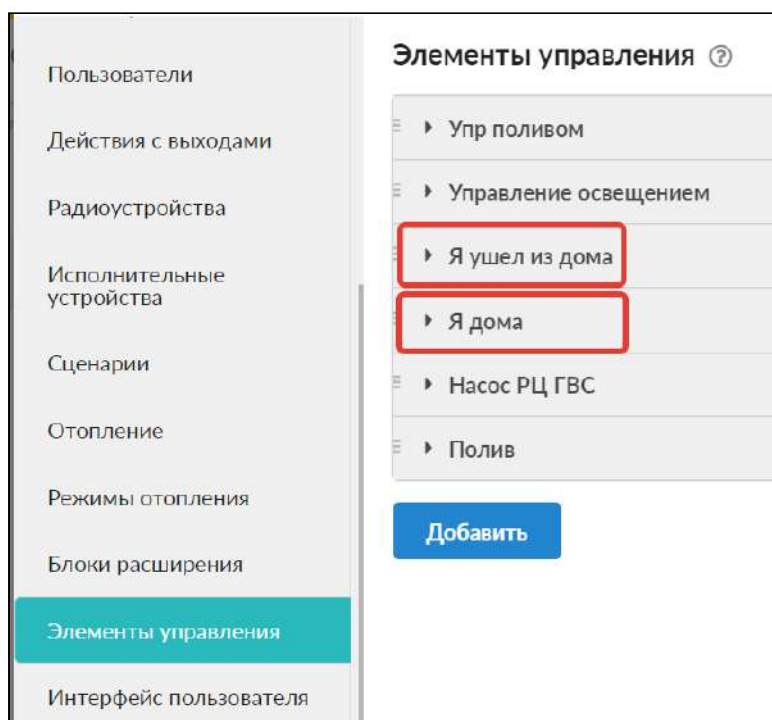 Пользователи
Действия с выходами
Радиоустройства
Исполнительные
устройства
Сценарии
Отопление
Режимы отопления
Блоки расширения
Элементы управления
Интерфейс пользователя
Элементы управления
Упр поливом
Управление освещением
Я ушел из дома
Я дома
Насос РЦ ГВС
Полив
Добавить